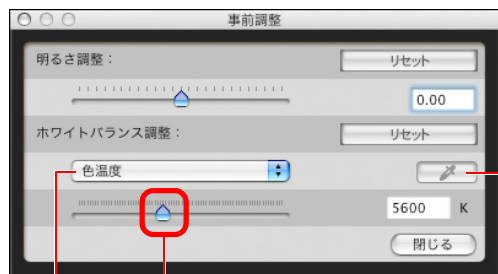 事前調整
明るさ調整：
リセット
0.00
ホワイトバランス調整：
リセット
色温度
5600 K
閉じる